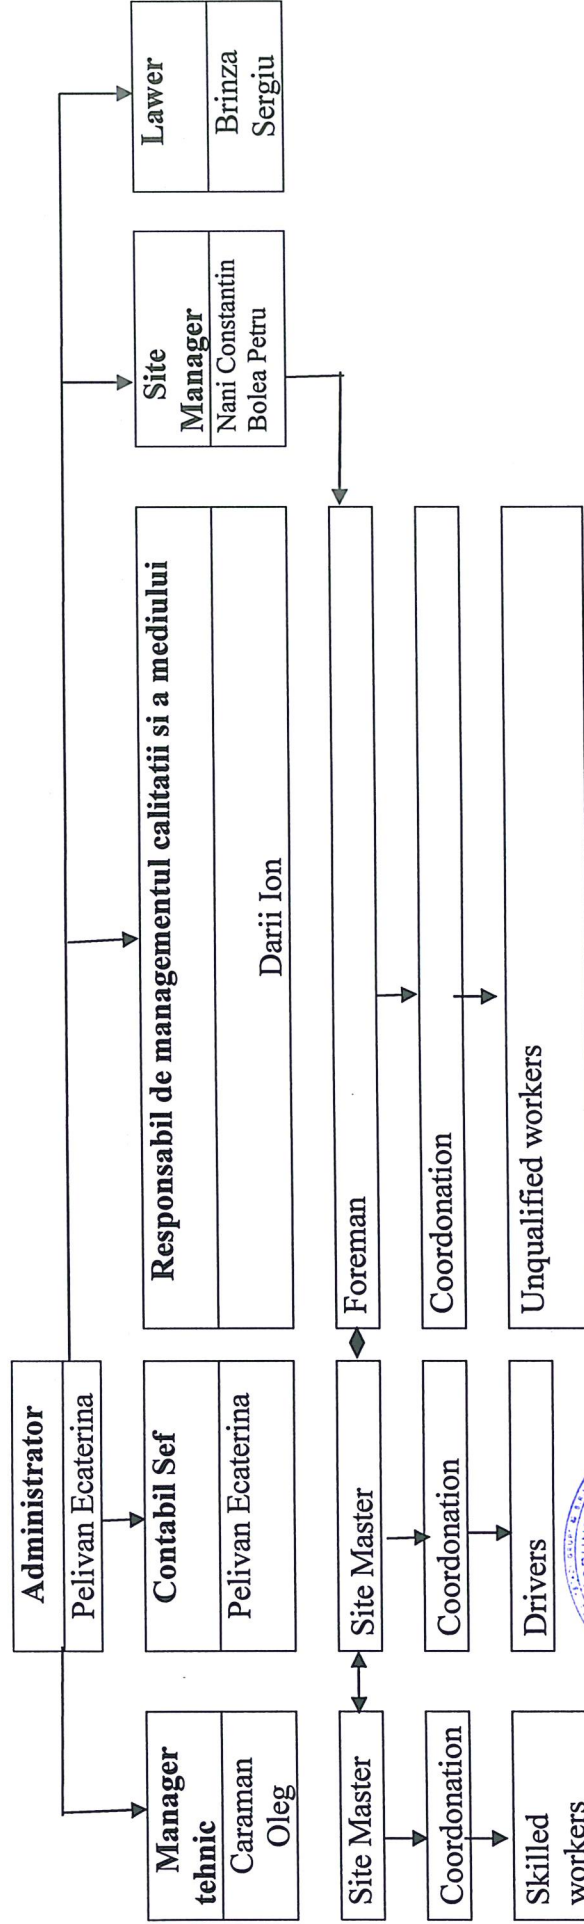 Administrator
Pelivan Ecaterina
Manager
tehnic
Caraman
Oleg
Contabil Sef
Pelivan Ecaterina
Responsabil de managementul calitatii si a mediului
Darii Ion
Site
Manager
Nani Constantin
Bolea Petru
Lawer
Brinza
Sergiu
Site Master
Site Master
Foreman
Coordonation
Coordonation
Coordonation
Skilled
workers
Drivers
Unqualified workers